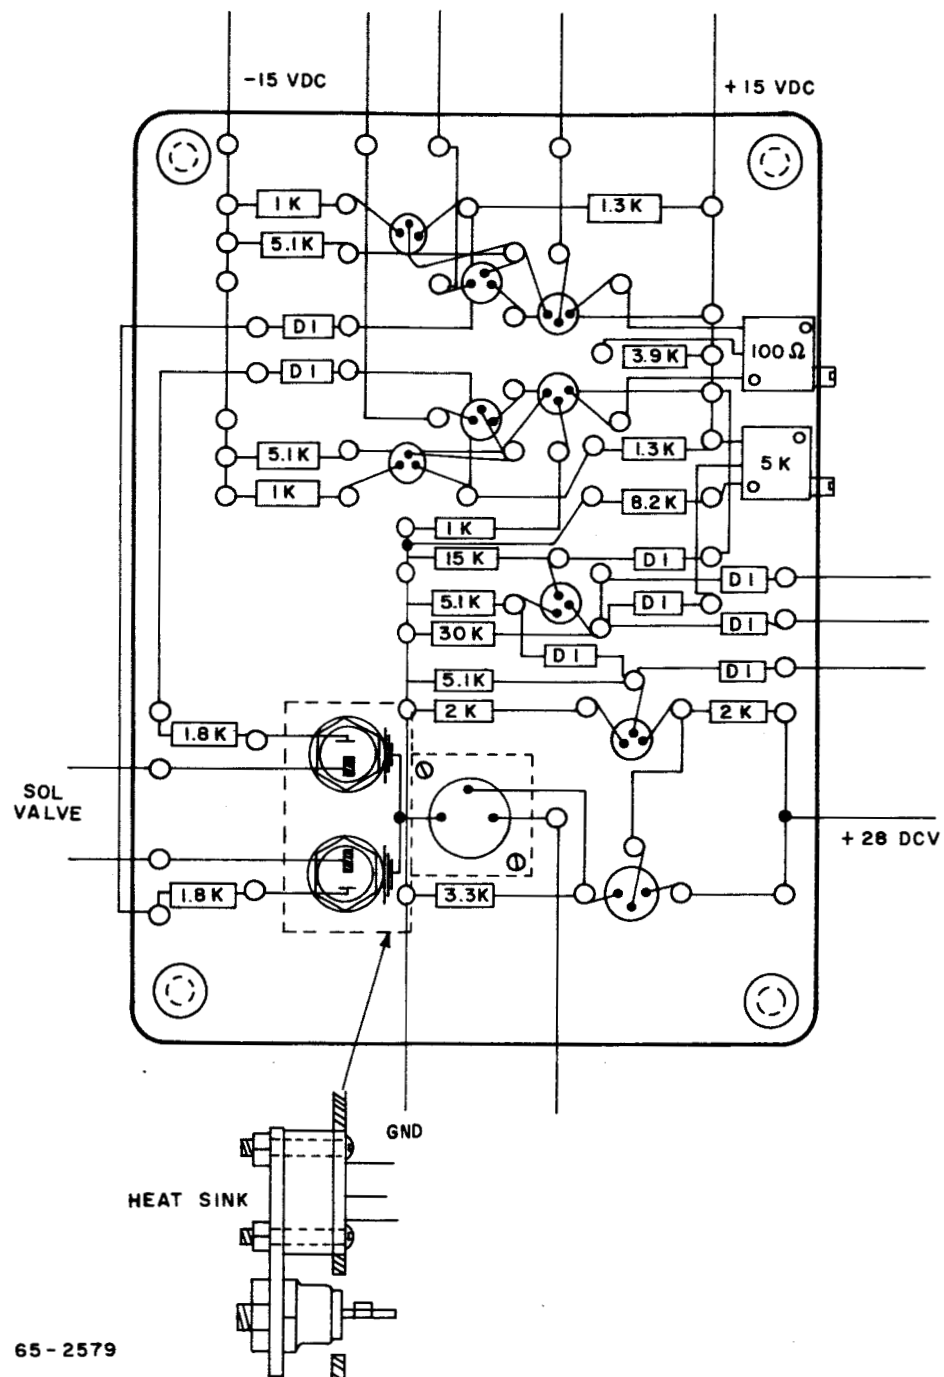 -15 VDC
+15 VDC
1K
1.3K
5.1K
D1
3.9K
100Ω
D1
5.1K
1.3K
5K
1K
8.2K
1K
15K
D1
D1
5.1K
D1
30K
D1
D1
5.1K
D1
2K
2K
1.8K
SOL
VALVE
+28 DCV
1.8K
3.3K
GND
HEAT SINK
65-2579